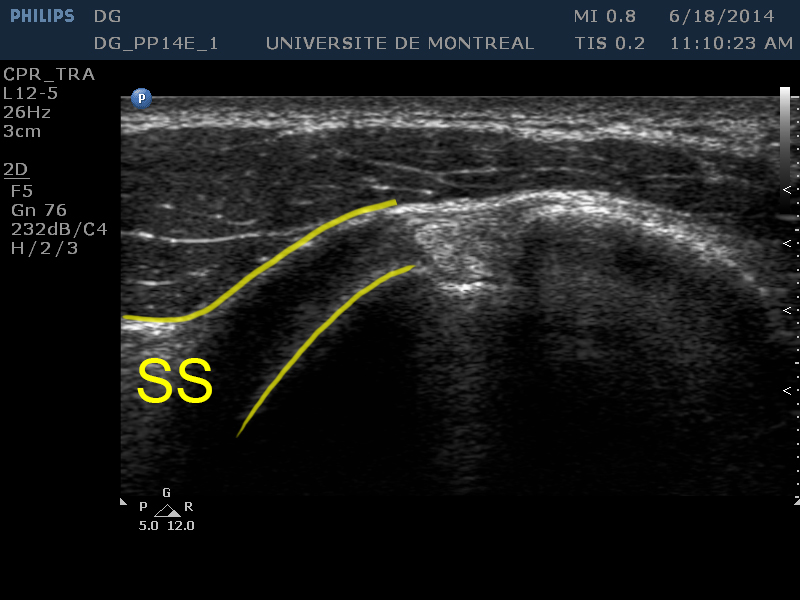 PHILIPS DG MI 0.8 6/18/2014
DG_PP14E_1 UNIVERSITE DE MONTREAL TIS 0.2 11:10:23 AM
CPR_TRA
L12-5
26Hz
3cm
2D
F5
Gn 76
232dB/C4
H/2/3
P
SS
G
P R
5.0 12.0